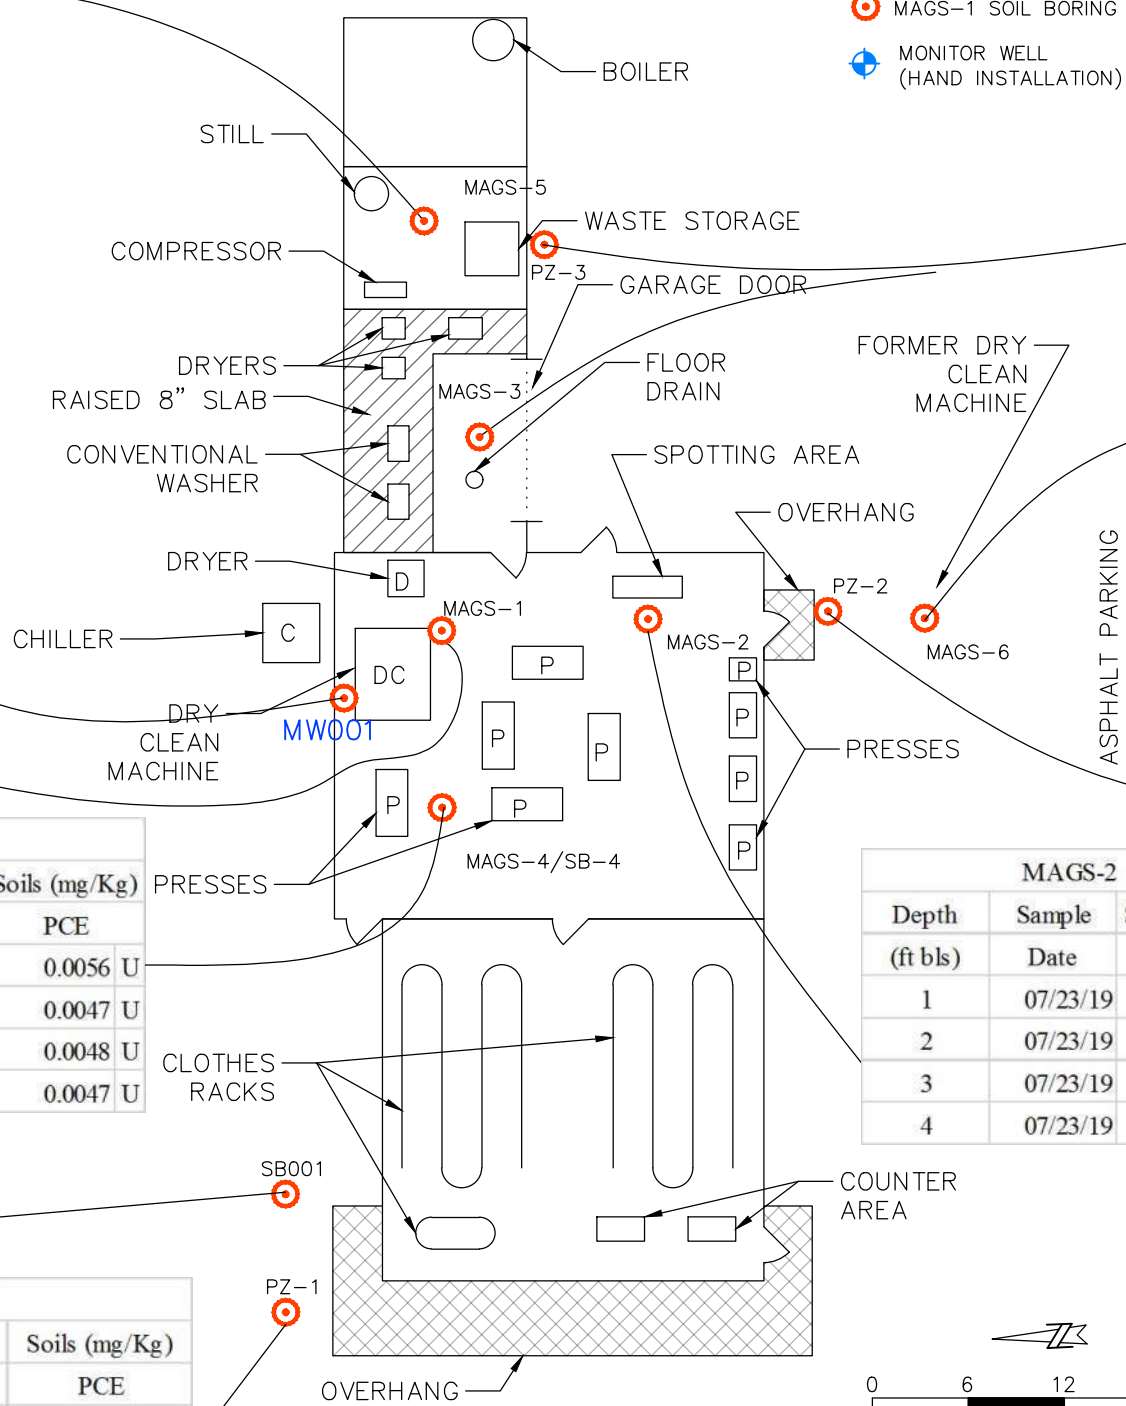 MAGS-1 SOIL BORING
MONITOR WELL
(HAND INSTALLATION)
BOILER
STILL
MAGS-5
WASTE STORAGE
COMPRESSOR
PZ-3
GARAGE DOOR
DRYERS
FLOOR
DRAIN
FORMER DRY
CLEAN
MACHINE
RAISED 8" SLAB
MAGS-3
CONVENTIONAL
WASHER
SPOTTING AREA
OVERHANG
DRYER
D
ASPHALT PARKING
PZ-2
MAGS-1
CHILLER
C
MAGS-2
MAGS-6
DC
P
P
DRY
CLEAN
MACHINE
MW001
P
P
P
PRESSES
P
P
P
P
MAGS-4/SB-4
PRESSES
Soils (mg/Kg)
PCE
0.0056 U
0.0047 U
0.0048 U
0.0047 U
MAGS-2
Depth Sample
(ft bls) Date
1 07/23/19
2 07/23/19
3 07/23/19
4 07/23/19
CLOTHES
RACKS
SB001
COUNTER
AREA
PZ-1
Soils (mg/Kg)
PCE
OVERHANG
0 6 12